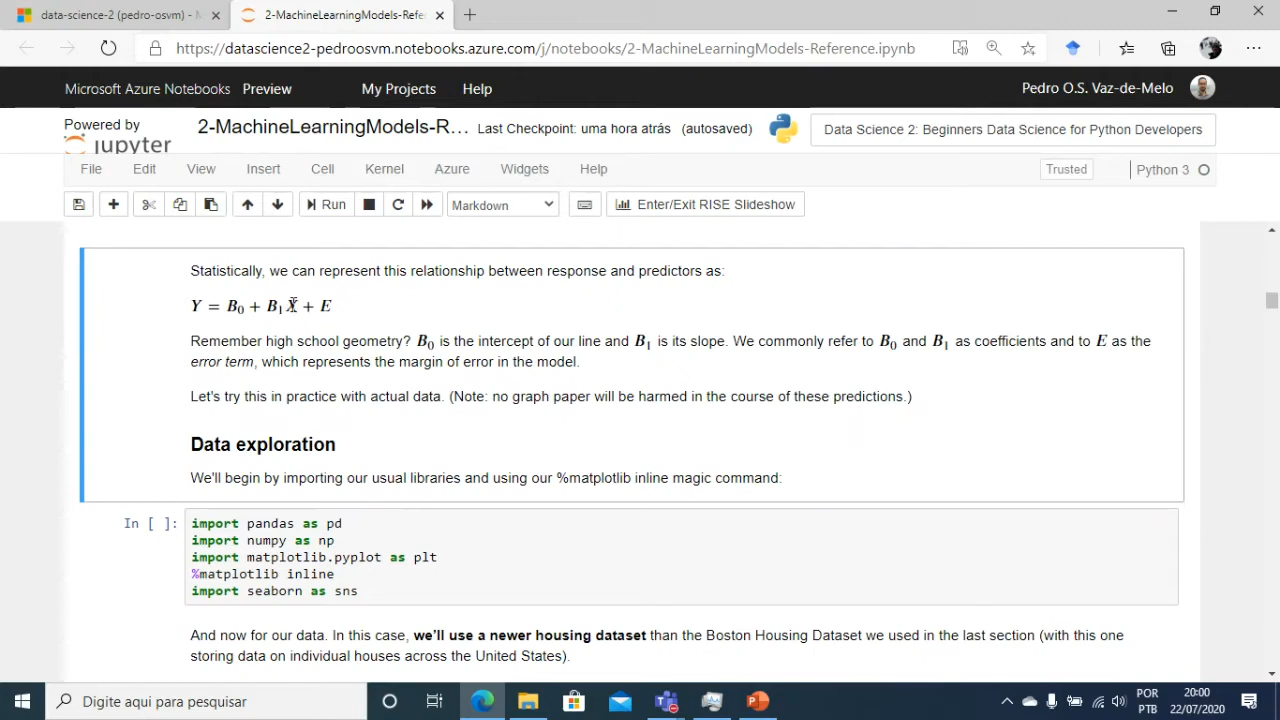 data-science-2 (pedro-osvm) - M
2-MachineLearningModels-Refe
https://datascience2-pedroosvm.notebooks.azure.com/j/notebooks/2-MachineLearningModels-Reference.ipynb
Microsoft Azure Notebooks Preview My Projects Help Pedro O.S. Vaz-de-Melo
Powered by
jupyter
2-MachineLearningModels-R... Last Checkpoint: uma hora atrás (autosaved)
Data Science 2: Beginners Data Science for Python Developers
File Edit View Insert Cell Kernel Azure Widgets Help Trusted Python 3
Run Markdown Enter/Exit RISE Slideshow
Statistically, we can represent this relationship between response and predictors as:
Y = B₀ + B₁X + E
Remember high school geometry? B₀ is the intercept of our line and B₁ is its slope. We commonly refer to B₀ and B₁ as coefficients and to E as the
error term, which represents the margin of error in the model.
Let's try this in practice with actual data. (Note: no graph paper will be harmed in the course of these predictions.)
Data exploration
We'll begin by importing our usual libraries and using our %matplotlib inline magic command:
In [ ]: import pandas as pd
import numpy as np
import matplotlib.pyplot as plt
%matplotlib inline
import seaborn as sns
And now for our data. In this case, we'll use a newer housing dataset than the Boston Housing Dataset we used in the last section (with this one
storing data on individual houses across the United States).
Digite aqui para pesquisar
POR
PTB
20:00
22/07/2020